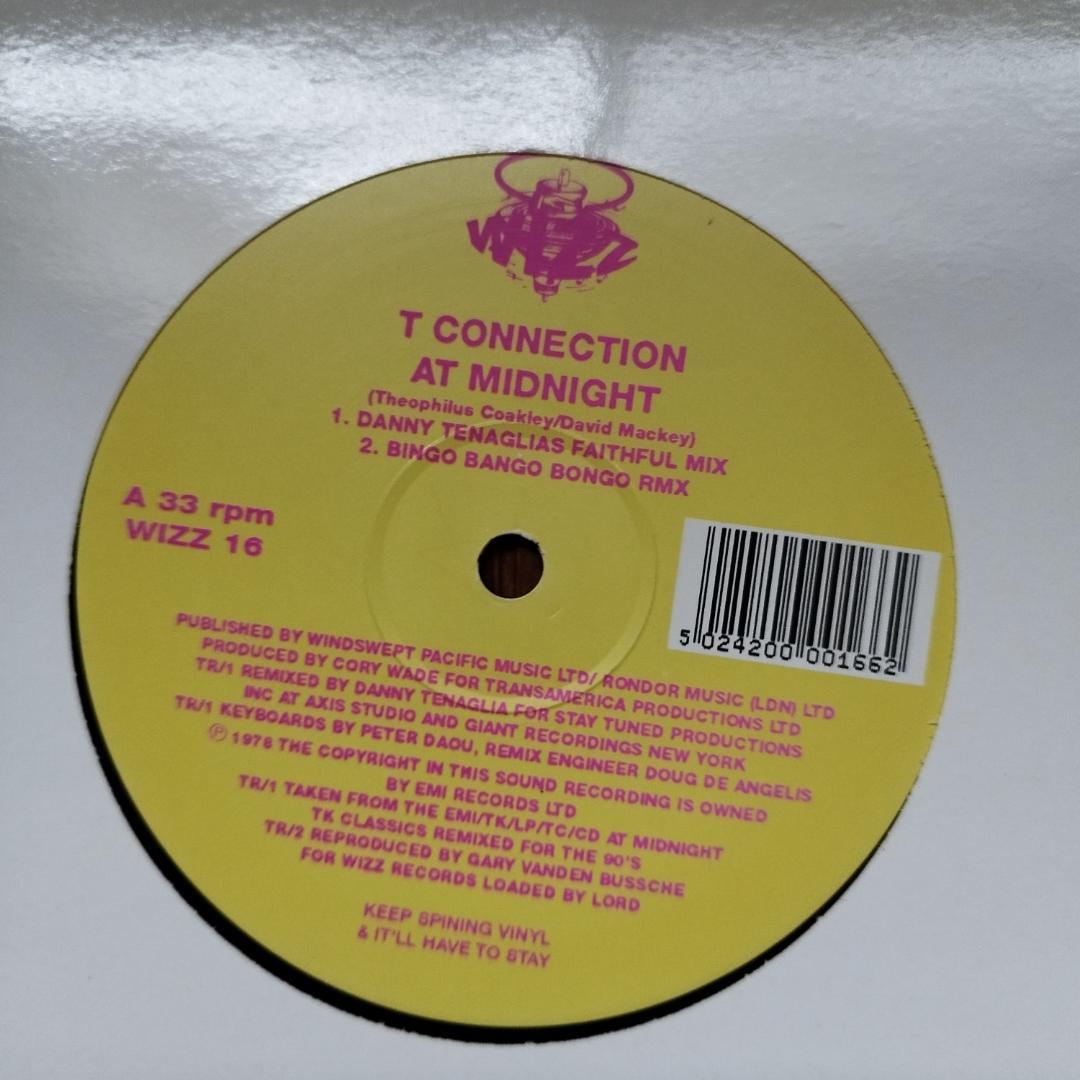 WIZZ
T CONNECTION
AT MIDNIGHT
(Theophilus Coakley/David Mackey)
1. DANNY TENAGLIAS FAITHFUL MIX
2. BINGO BANGO BONGO RMX
A 33 rpm
WIZZ 16
5 024200 001662
PUBLISHED BY WINDSWEPT PACIFIC MUSIC LTD/ RONDOR MUSIC (LDN) LTD
PRODUCED BY CORY WADE FOR TRANSAMERICA PRODUCTIONS LTD
TR/1 REMIXED BY DANNY TENAGLIA FOR STAY TUNED PRODUCTIONS
INC AT AXIS STUDIO AND GIANT RECORDINGS NEW YORK
TR/1 KEYBOARDS BY PETER DAOU, REMIX ENGINEER DOUG DE ANGELIS
Ⓟ 1978 THE COPYRIGHT IN THIS SOUND RECORDING IS OWNED
BY EMI RECORDS LTD
TR/1 TAKEN FROM THE EMI/TK/LP/TC/CD AT MIDNIGHT
TK CLASSICS REMIXED FOR THE 90'S
TR/2 REPRODUCED BY GARY VANDEN BUSSCHE
FOR WIZZ RECORDS LOADED BY LORD
KEEP SPINING VINYL
& IT'LL HAVE TO STAY